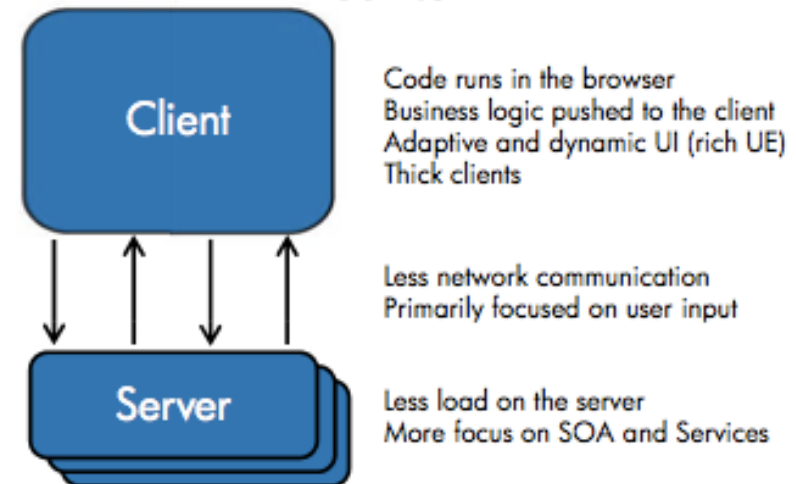 Client
Code runs in the browser
Business logic pushed to the client
Adaptive and dynamic UI (rich UE)
Thick clients
Less network communication
Primarily focused on user input
Server
Less load on the server
More focus on SOA and Services